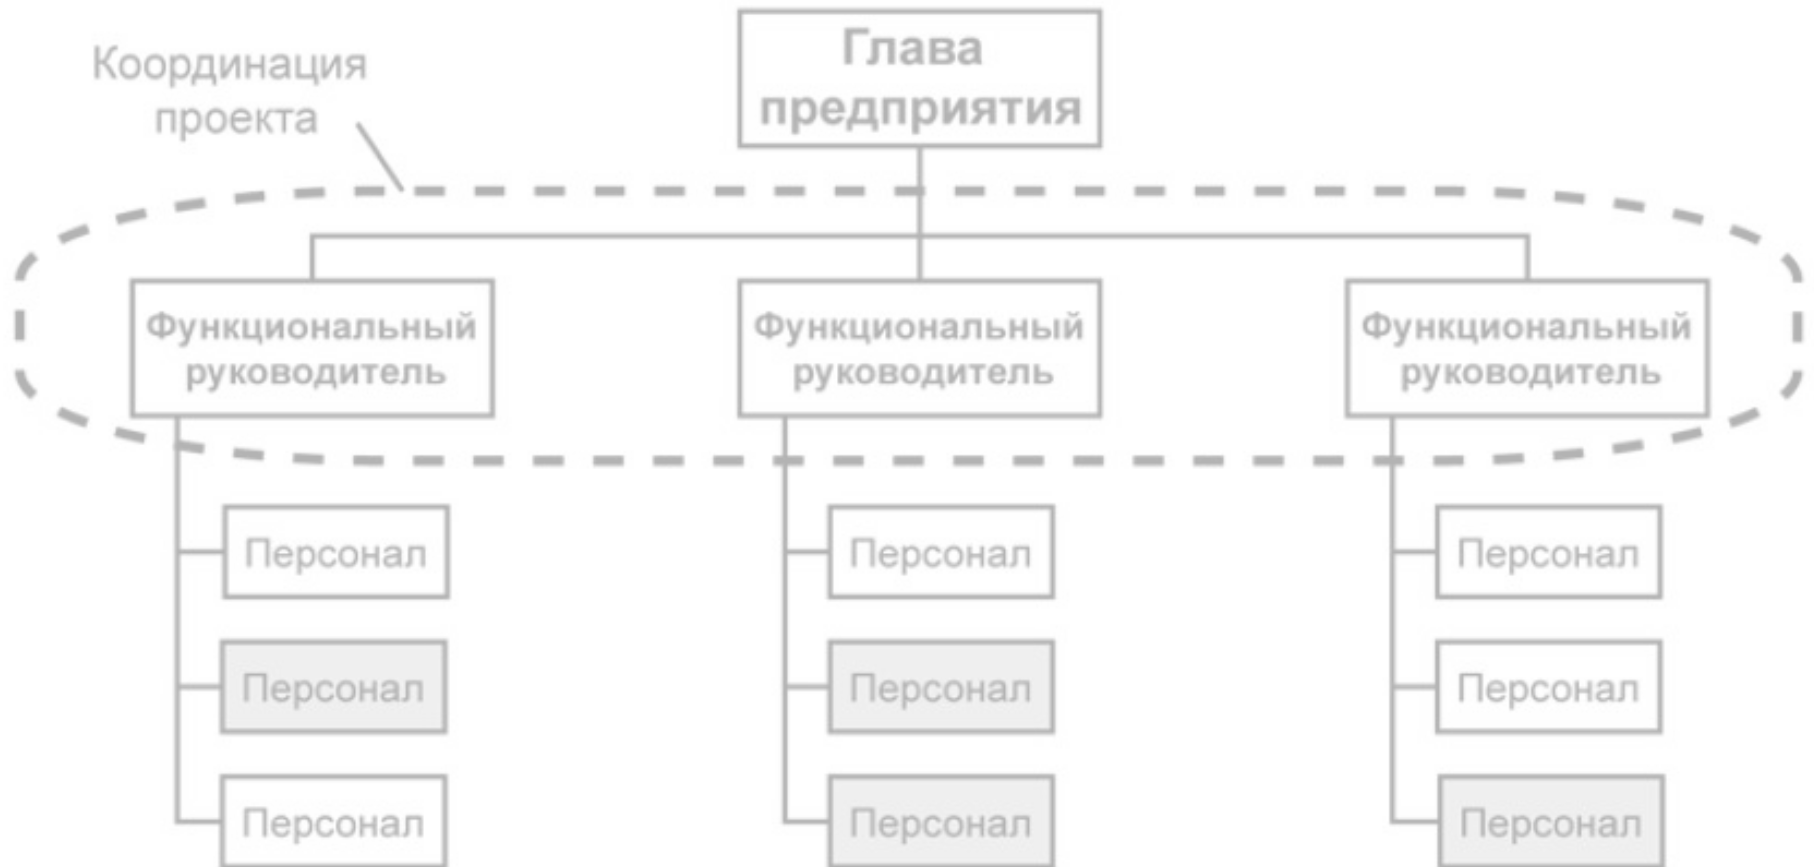 Координация
проекта
Глава
предприятия
Функциональный
руководитель
Функциональный
руководитель
Функциональный
руководитель
Персонал
Персонал
Персонал
Персонал
Персонал
Персонал
Персонал
Персонал
Персонал